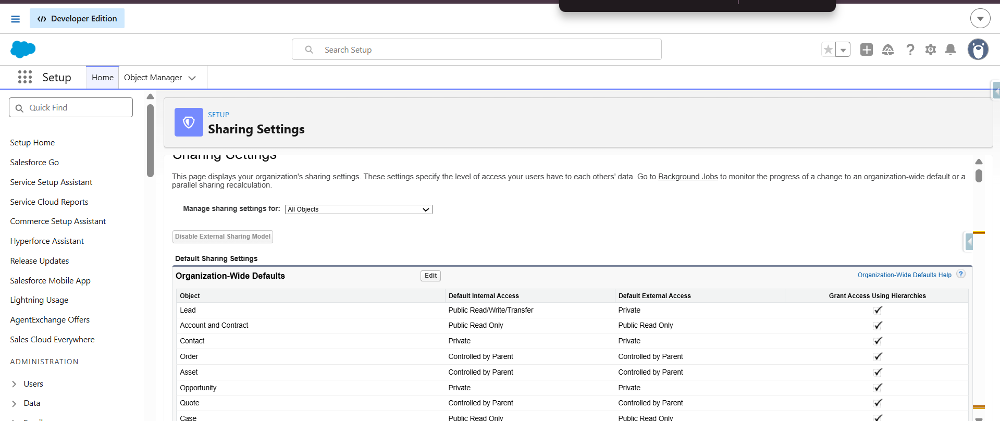 Developer Edition
Search Setup
Setup
Home
Object Manager
Quick Find
Setup Home
Salesforce Go
Service Setup Assistant
Service Cloud Reports
Commerce Setup Assistant
Hyperforce Assistant
Release Updates
Salesforce Mobile App
Lightning Usage
AgentExchange Offers
Sales Cloud Everywhere
ADMINISTRATION
Users
Data
Email
SETUP
Sharing Settings
Sharing Settings
This page displays your organization's sharing settings. These settings specify the level of access your users have to each others' data. Go to Background Jobs to monitor the progress of a change to an organization-wide default or a
parallel sharing recalculation.
Manage sharing settings for: All Objects
Disable External Sharing Model
Default Sharing Settings
Organization-Wide Defaults Edit Organization-Wide Defaults Help ?
Object Default Internal Access Default External Access Grant Access Using Hierarchies
Lead Public Read/Write/Transfer Private ✓
Account and Contract Public Read Only Public Read Only ✓
Contact Private Private ✓
Order Controlled by Parent Controlled by Parent ✓
Asset Controlled by Parent Controlled by Parent ✓
Opportunity Private Private ✓
Quote Controlled by Parent Controlled by Parent ✓
Case Public Read Only Public Read Only ✓